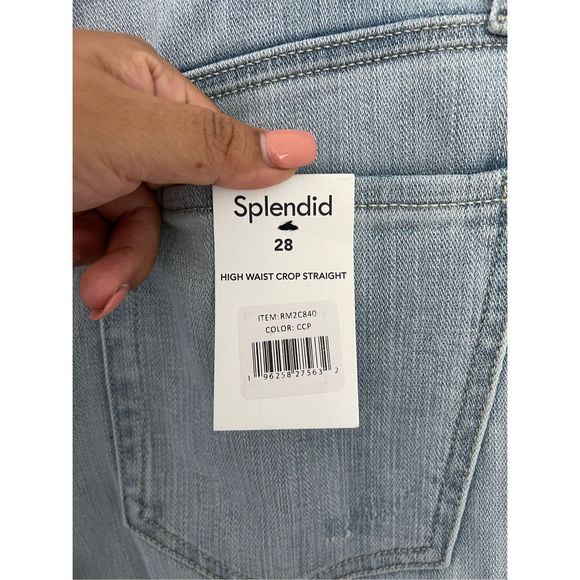 Splendid
28
HIGH WAIST CROP STRAIGHT
ITEM:RM2C840
COLOR: CCP
1 96258 27563 2